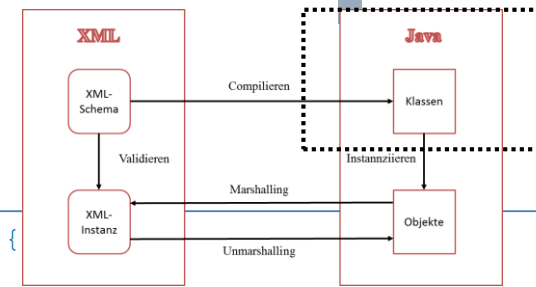 XML
Java
XML-
Schema
Compilieren
Klassen
Validieren
Instannziieren
XML-
Instanz
Marshalling
Objekte
{
Unmarshalling